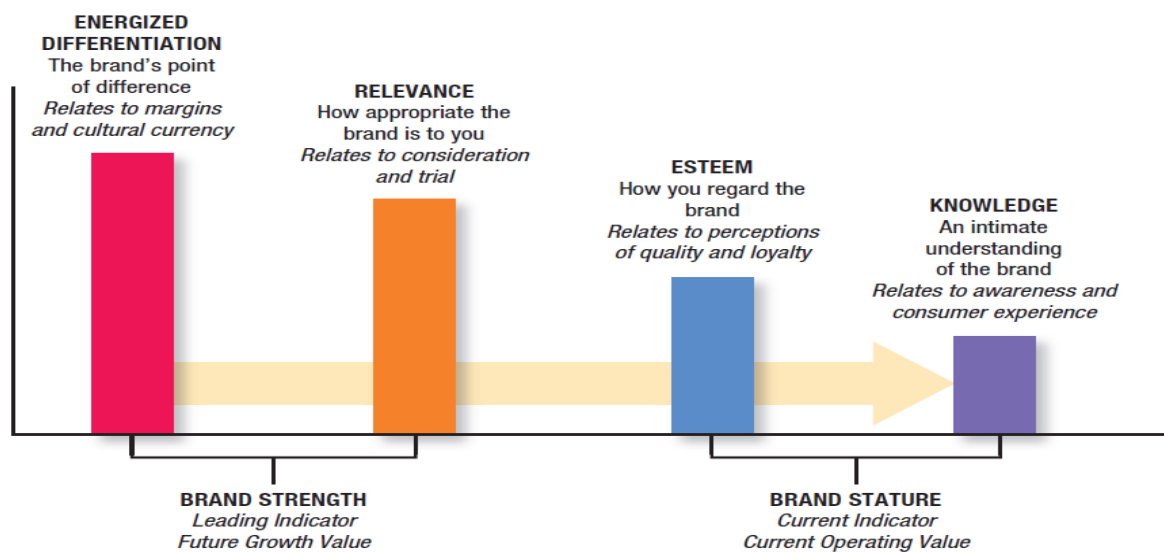 ENERGIZED
DIFFERENTIATION
The brand's point
of difference
Relates to margins
and cultural currency
RELEVANCE
How appropriate the
brand is to you
Relates to consideration
and trial
ESTEEM
How you regard the
brand
Relates to perceptions
of quality and loyalty
KNOWLEDGE
An intimate
understanding
of the brand
Relates to awareness and
consumer experience
BRAND STRENGTH
Leading Indicator
Future Growth Value
BRAND STATURE
Current Indicator
Current Operating Value